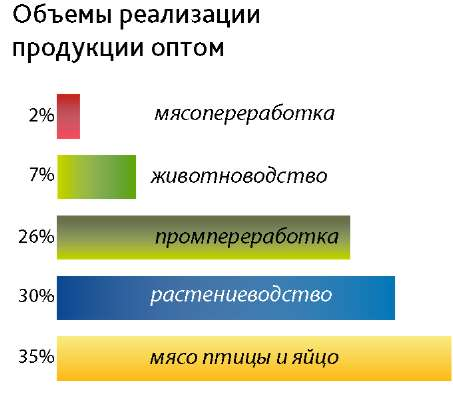 Объемы реализации
продукции оптом
2% мясопереработка
7% животноводство
26% промпереработка
30% растениеводство
35% мясо птицы и яйцо